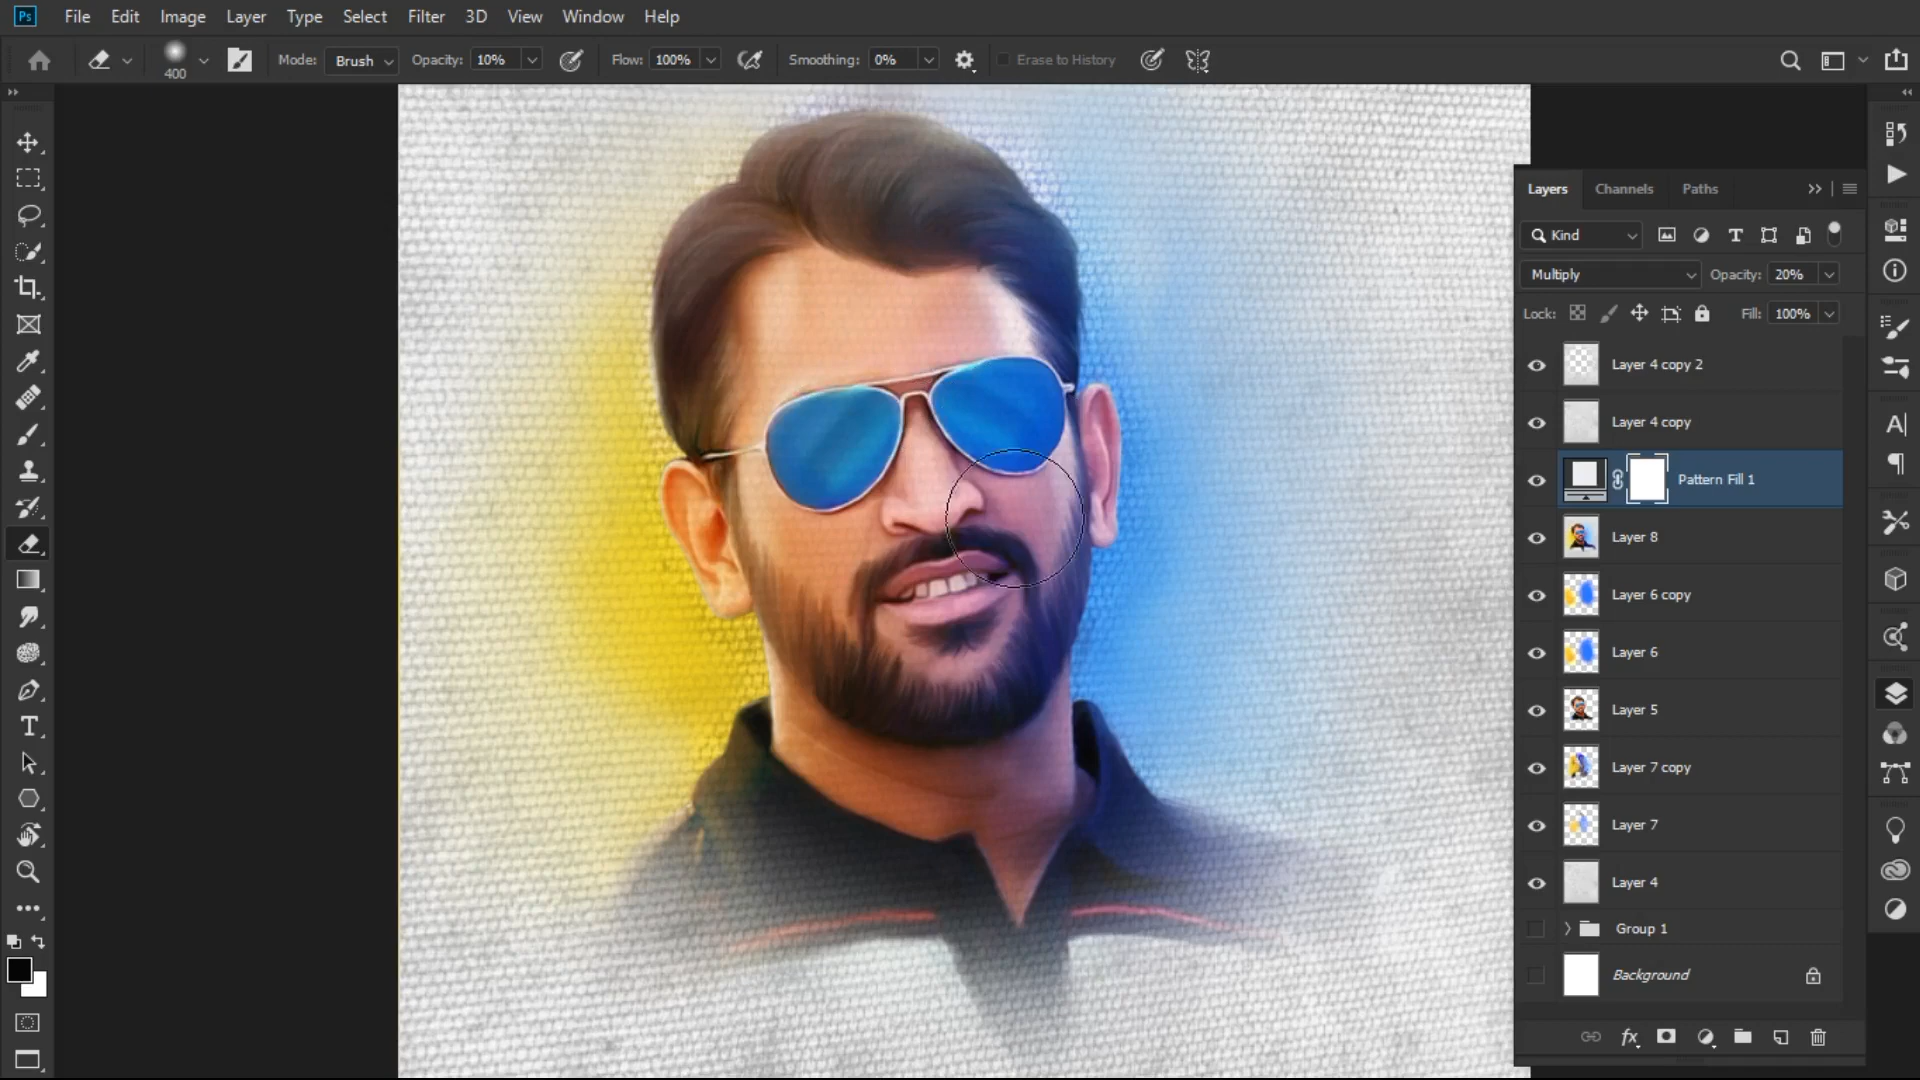 Ps File Edit Image Layer Type Select Filter 3D View Window Help
400 Mode: Brush Opacity: 10% Flow: 100% Smoothing: 0% Erase to History
Layers Channels Paths
Kind
Multiply Opacity: 20%
Lock: Fill: 100%
Layer 4 copy 2
Layer 4 copy
Pattern Fill 1
Layer 8
Layer 6 copy
Layer 6
Layer 5
Layer 7 copy
Layer 7
Layer 4
Group 1
Background
fx